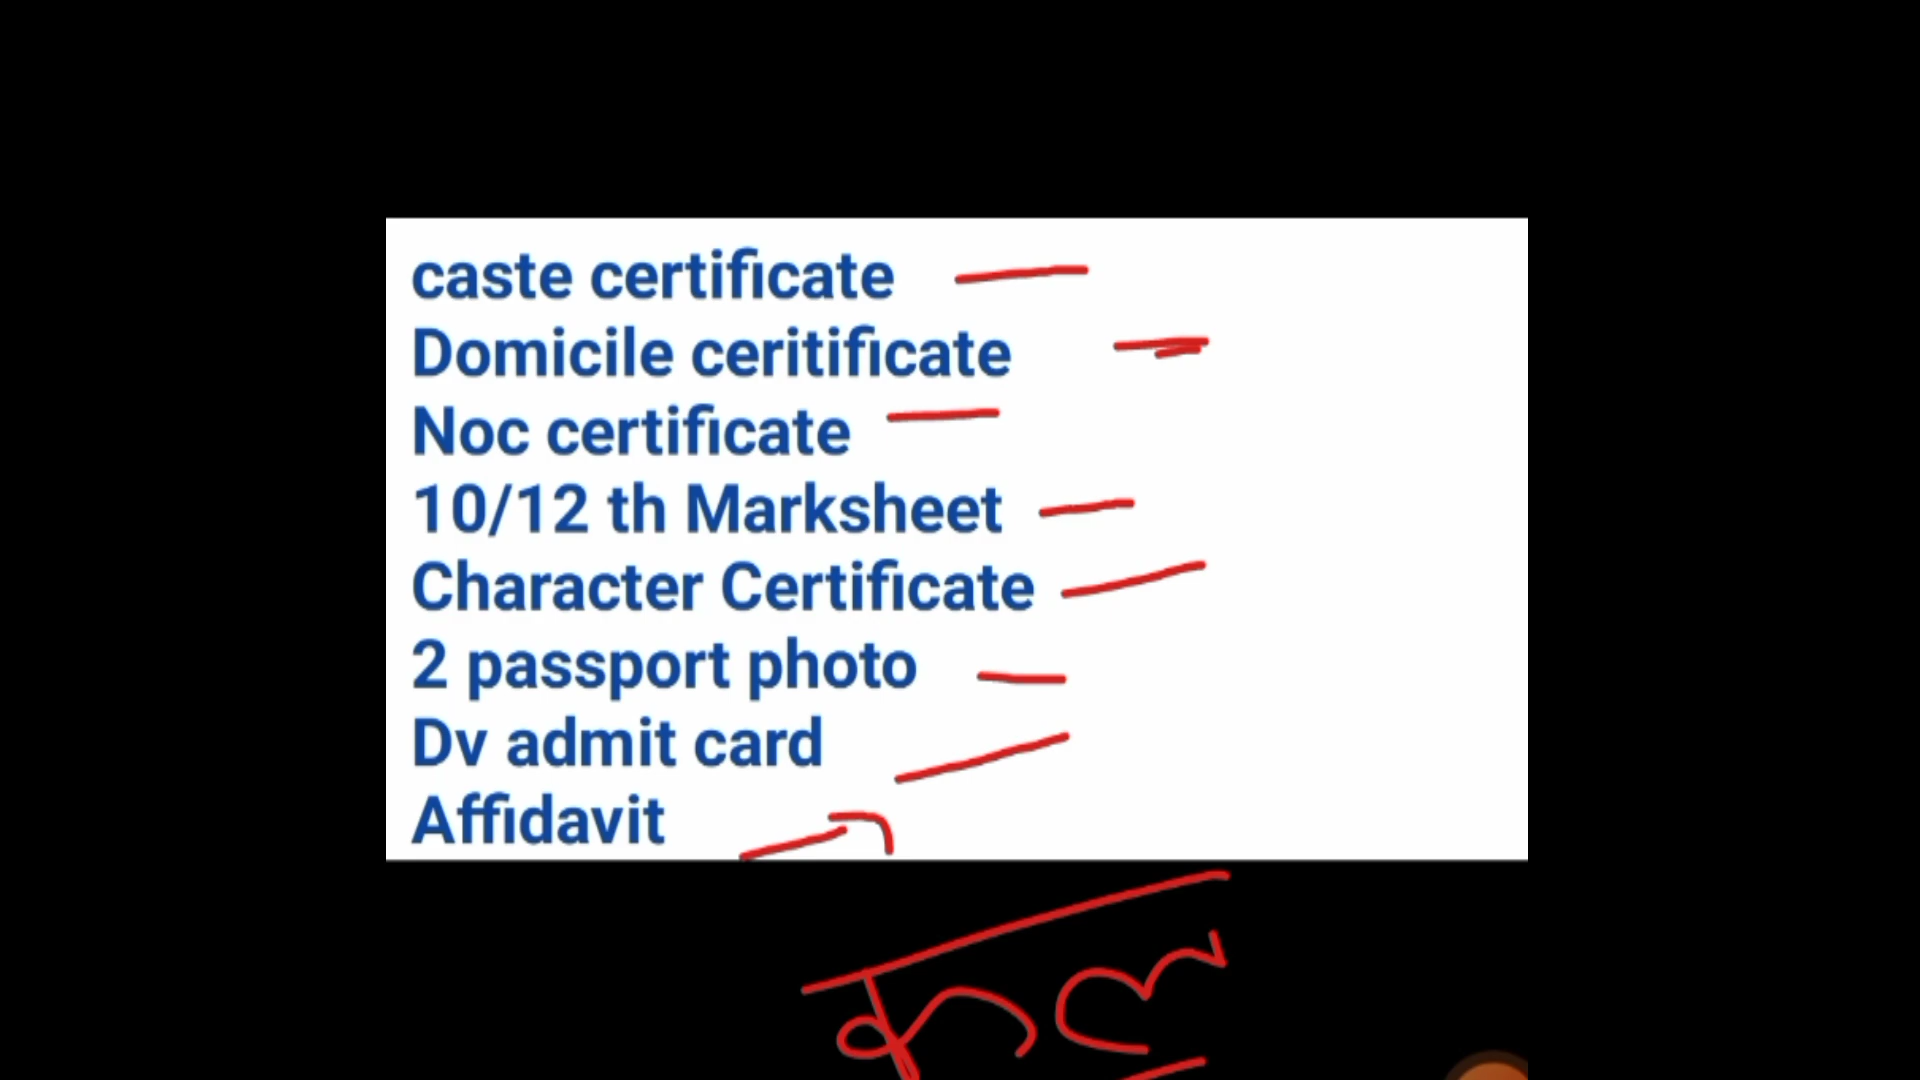 caste certificate
Domicile ceritificate
Noc certificate
10/12 th Marksheet
Character Certificate
2 passport photo
Dv admit card
Affidavit